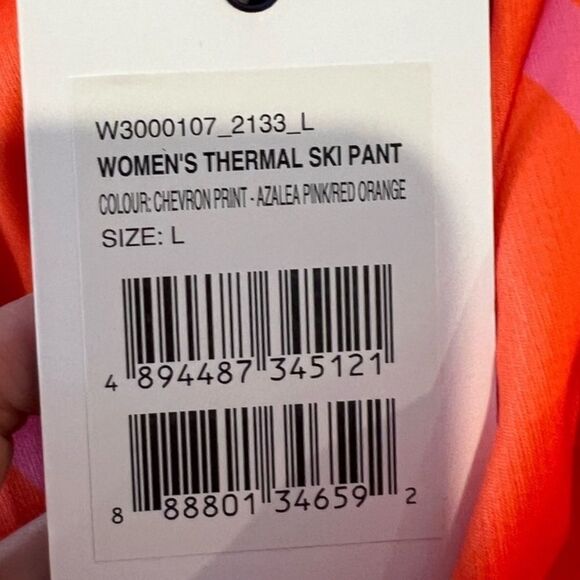 W3000107_2133_L
WOMEN'S THERMAL SKI PANT
COLOUR: CHEVRON PRINT - AZALEA PINK/RED ORANGE
SIZE: L
4 894487 345121
8 88801 34659 2